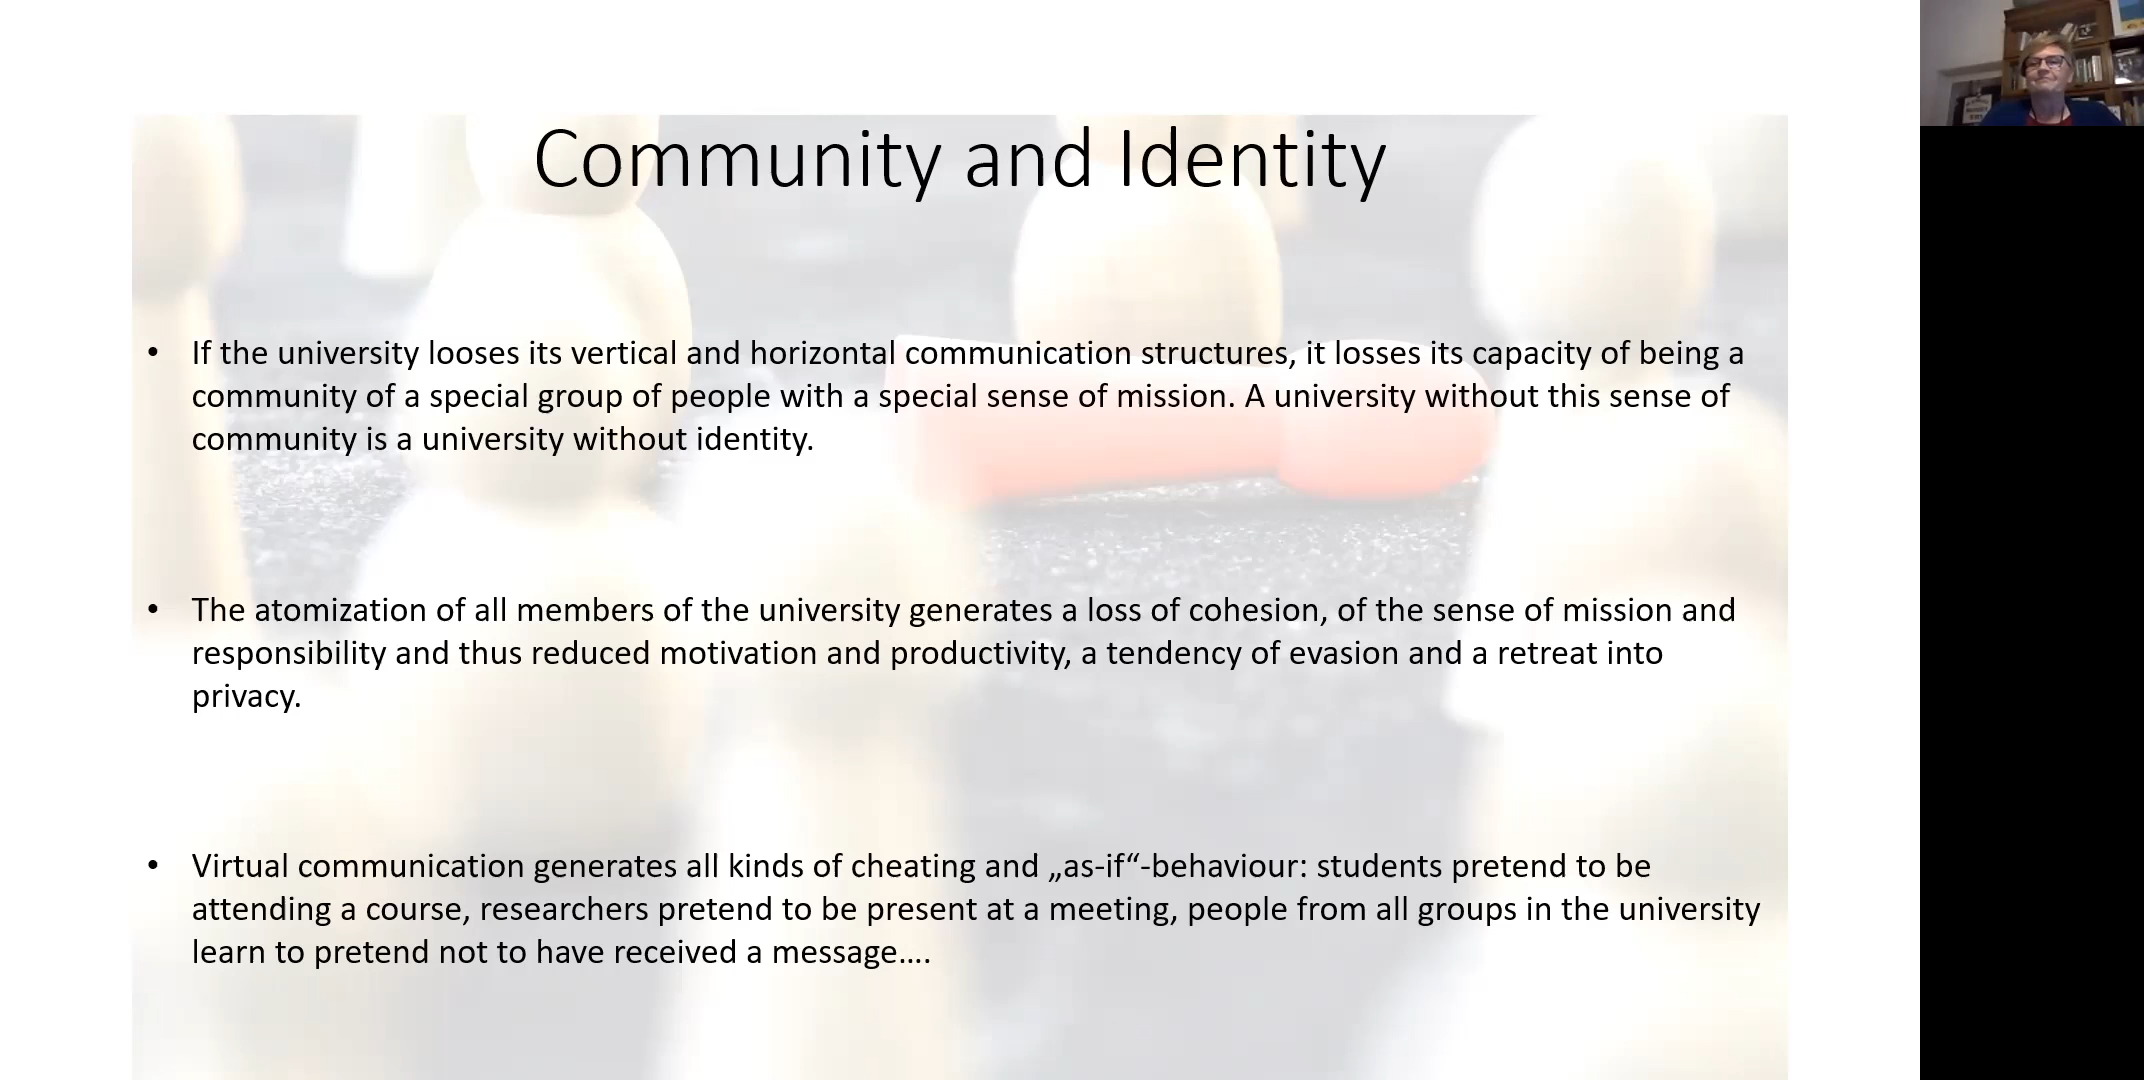 Community and Identity
• If the university looses its vertical and horizontal communication structures, it losses its capacity of being a
community of a special group of people with a special sense of mission. A university without this sense of
community is a university without identity.
• The atomization of all members of the university generates a loss of cohesion, of the sense of mission and
responsibility and thus reduced motivation and productivity, a tendency of evasion and a retreat into
privacy.
• Virtual communication generates all kinds of cheating and „as-if“-behaviour: students pretend to be
attending a course, researchers pretend to be present at a meeting, people from all groups in the university
learn to pretend not to have received a message….